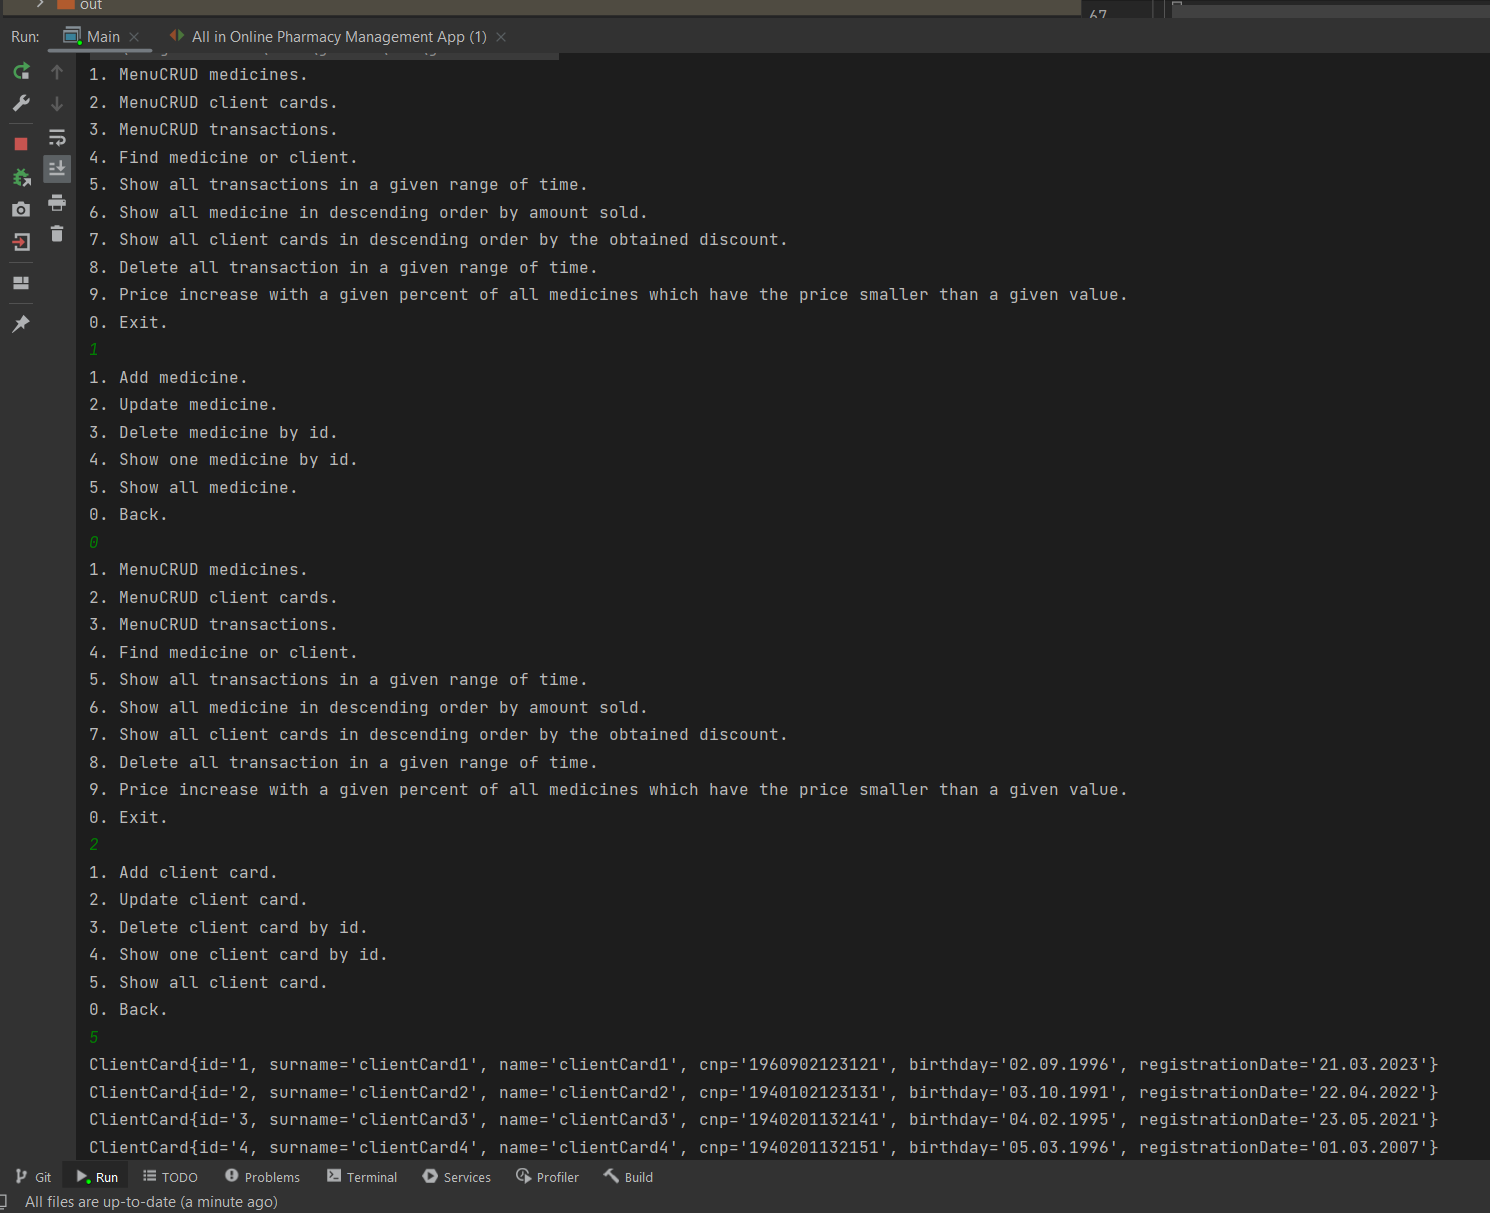 out
67
Run:
Main
All in Online Pharmacy Management App (1)
1. MenuCRUD medicines.
2. MenuCRUD client cards.
3. MenuCRUD transactions.
4. Find medicine or client.
5. Show all transactions in a given range of time.
6. Show all medicine in descending order by amount sold.
7. Show all client cards in descending order by the obtained discount.
8. Delete all transaction in a given range of time.
9. Price increase with a given percent of all medicines which have the price smaller than a given value.
0. Exit.
1
1. Add medicine.
2. Update medicine.
3. Delete medicine by id.
4. Show one medicine by id.
5. Show all medicine.
0. Back.
0
1. MenuCRUD medicines.
2. MenuCRUD client cards.
3. MenuCRUD transactions.
4. Find medicine or client.
5. Show all transactions in a given range of time.
6. Show all medicine in descending order by amount sold.
7. Show all client cards in descending order by the obtained discount.
8. Delete all transaction in a given range of time.
9. Price increase with a given percent of all medicines which have the price smaller than a given value.
0. Exit.
2
1. Add client card.
2. Update client card.
3. Delete client card by id.
4. Show one client card by id.
5. Show all client card.
0. Back.
5
ClientCard{id='1, surname='clientCard1', name='clientCard1', cnp='1960902123121', birthday='02.09.1996', registrationDate='21.03.2023'}
ClientCard{id='2, surname='clientCard2', name='clientCard2', cnp='1940102123131', birthday='03.10.1991', registrationDate='22.04.2022'}
ClientCard{id='3, surname='clientCard3', name='clientCard3', cnp='1940201132141', birthday='04.02.1995', registrationDate='23.05.2021'}
ClientCard{id='4, surname='clientCard4', name='clientCard4', cnp='1940201132151', birthday='05.03.1996', registrationDate='01.03.2007'}
Git
Run
TODO
Problems
Terminal
Services
Profiler
Build
All files are up-to-date (a minute ago)